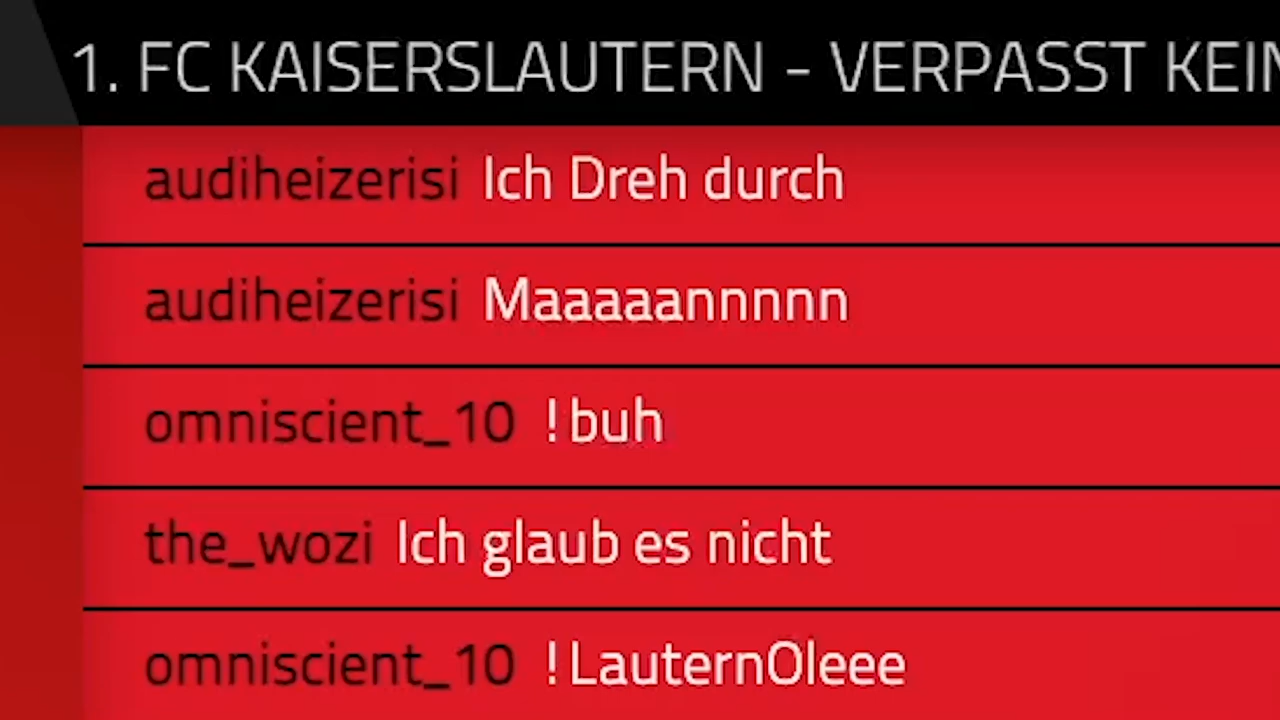 1. FC KAISERSLAUTERN - VERPASST
audiheizerisi Ich Dreh durch
audiheizerisi Maaaaannnnn
omniscient_10 !buh
the_wozi Ich glaub es nicht
omniscient_10 !LauternOleee